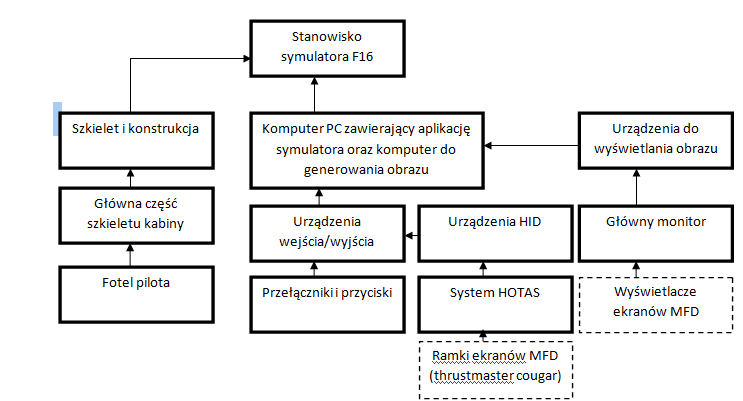 Stanowisko
symulatora F16
Szkielet i konstrukcja
Komputer PC zawierający aplikację
symulatora oraz komputer do
generowania obrazu
Urządzenia do
wyświetlania obrazu
Główna część
szkieletu kabiny
Urządzenia
wejścia/wyjścia
Urządzenia HID
Główny monitor
Fotel pilota
Przełączniki i przyciski
System HOTAS
Wyświetlacze
ekranów MFD
Ramki ekranów MFD
(thrustmaster cougar)